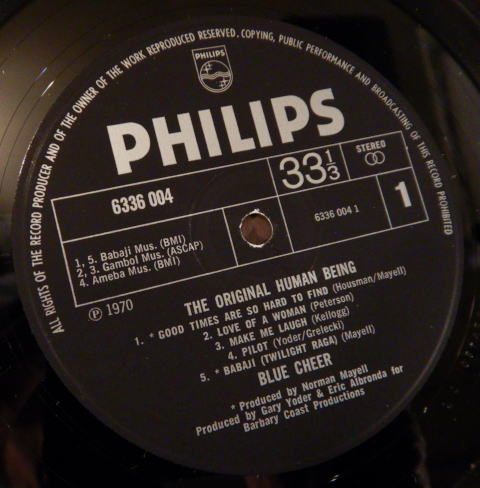 ALL RIGHTS OF THE RECORD PRODUCER AND OF THE OWNER OF THE WORK REPRODUCED RESERVED. COPYING, PUBLIC PERFORMANCE AND BROADCASTING OF THIS RECORD PROHIBITED
PHILIPS
PHILIPS
6336 004
33 1/3
STEREO
1, 5. Babaji Mus. (BMI)
2, 3. Gambol Mus. (ASCAP)
4. Ameba Mus. (BMI)
6336 004 1
1
Ⓟ 1970
THE ORIGINAL HUMAN BEING
1. * GOOD TIMES ARE SO HARD TO FIND (Housman/Mayell)
2. LOVE OF A WOMAN (Peterson)
3. MAKE ME LAUGH (Kellogg)
4. PILOT (Yoder/Grelecki)
5. * BABAJI (TWILIGHT RAGA) (Mayell)
BLUE CHEER
* Produced by Norman Mayell
Produced by Gary Yoder & Eric Albronda for
Barbary Coast Productions